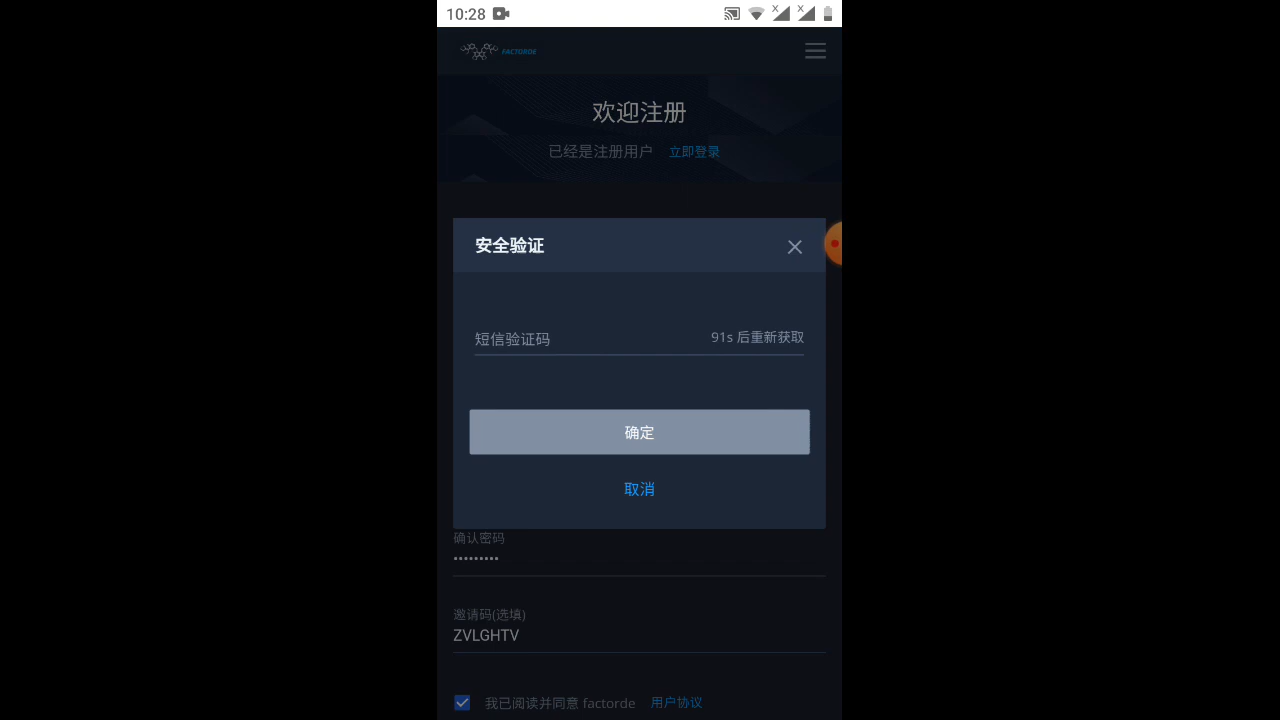 10:28
FACTORDE
欢迎注册
已经是注册用户 立即登录
安全验证
短信验证码 91s 后重新获取
确定
取消
确认密码
•••••••••
邀请码(选填)
ZVLGHTV
我已阅读并同意 factorde 用户协议